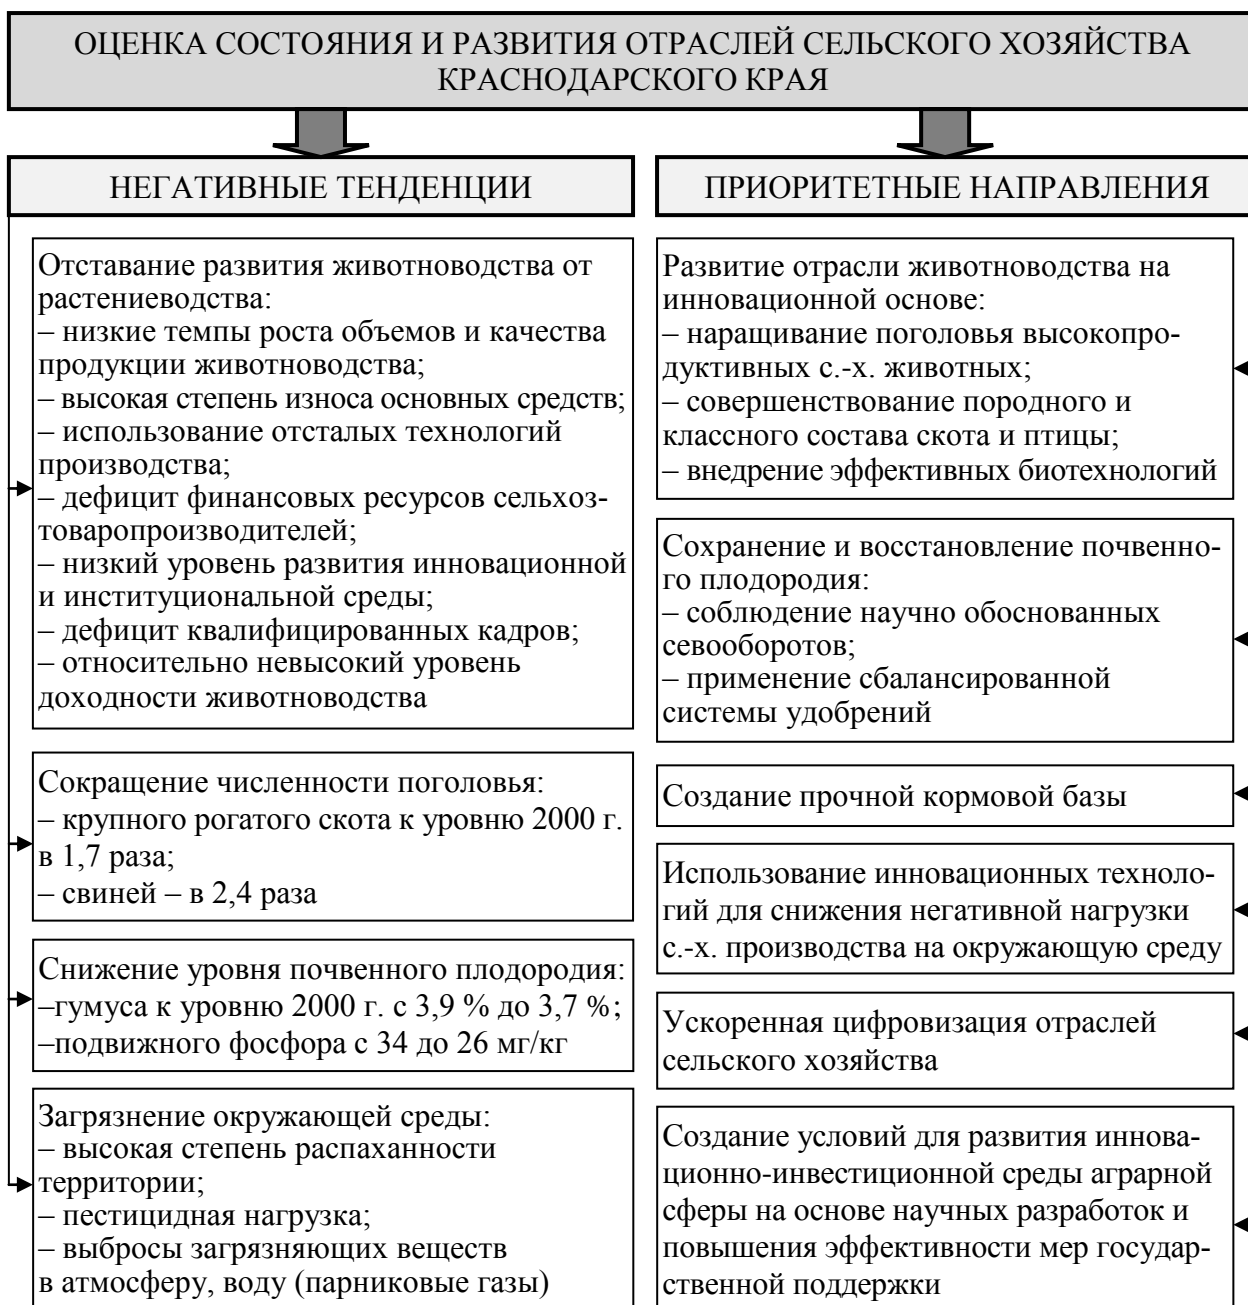 ОЦЕНКА СОСТОЯНИЯ И РАЗВИТИЯ ОТРАСЛЕЙ СЕЛЬСКОГО ХОЗЯЙСТВА
КРАСНОДАРСКОГО КРАЯ
НЕГАТИВНЫЕ ТЕНДЕНЦИИ
Отставание развития животноводства от
растениеводства:
– низкие темпы роста объемов и качества
продукции животноводства;
– высокая степень износа основных средств;
– использование отсталых технологий
производства;
– дефицит финансовых ресурсов сельхоз-
товаропроизводителей;
– низкий уровень развития инновационной
и институциональной среды;
– дефицит квалифицированных кадров;
– относительно невысокий уровень
доходности животноводства
Сокращение численности поголовья:
– крупного рогатого скота к уровню 2000 г.
в 1,7 раза;
– свиней – в 2,4 раза
Снижение уровня почвенного плодородия:
–гумуса к уровню 2000 г. с 3,9 % до 3,7 %;
–подвижного фосфора с 34 до 26 мг/кг
Загрязнение окружающей среды:
– высокая степень распаханности
территории;
– пестицидная нагрузка;
– выбросы загрязняющих веществ
в атмосферу, воду (парниковые газы)
ПРИОРИТЕТНЫЕ НАПРАВЛЕНИЯ
Развитие отрасли животноводства на
инновационной основе:
– наращивание поголовья высокопро-
дуктивных с.-х. животных;
– совершенствование породного и
классного состава скота и птицы;
– внедрение эффективных биотехнологий
Сохранение и восстановление почвенно-
го плодородия:
– соблюдение научно обоснованных
севооборотов;
– применение сбалансированной
системы удобрений
Создание прочной кормовой базы
Использование инновационных техноло-
гий для снижения негативной нагрузки
с.-х. производства на окружающую среду
Ускоренная цифровизация отраслей
сельского хозяйства
Создание условий для развития иннова-
ционно-инвестиционной среды аграрной
сферы на основе научных разработок и
повышения эффективности мер государ-
ственной поддержки